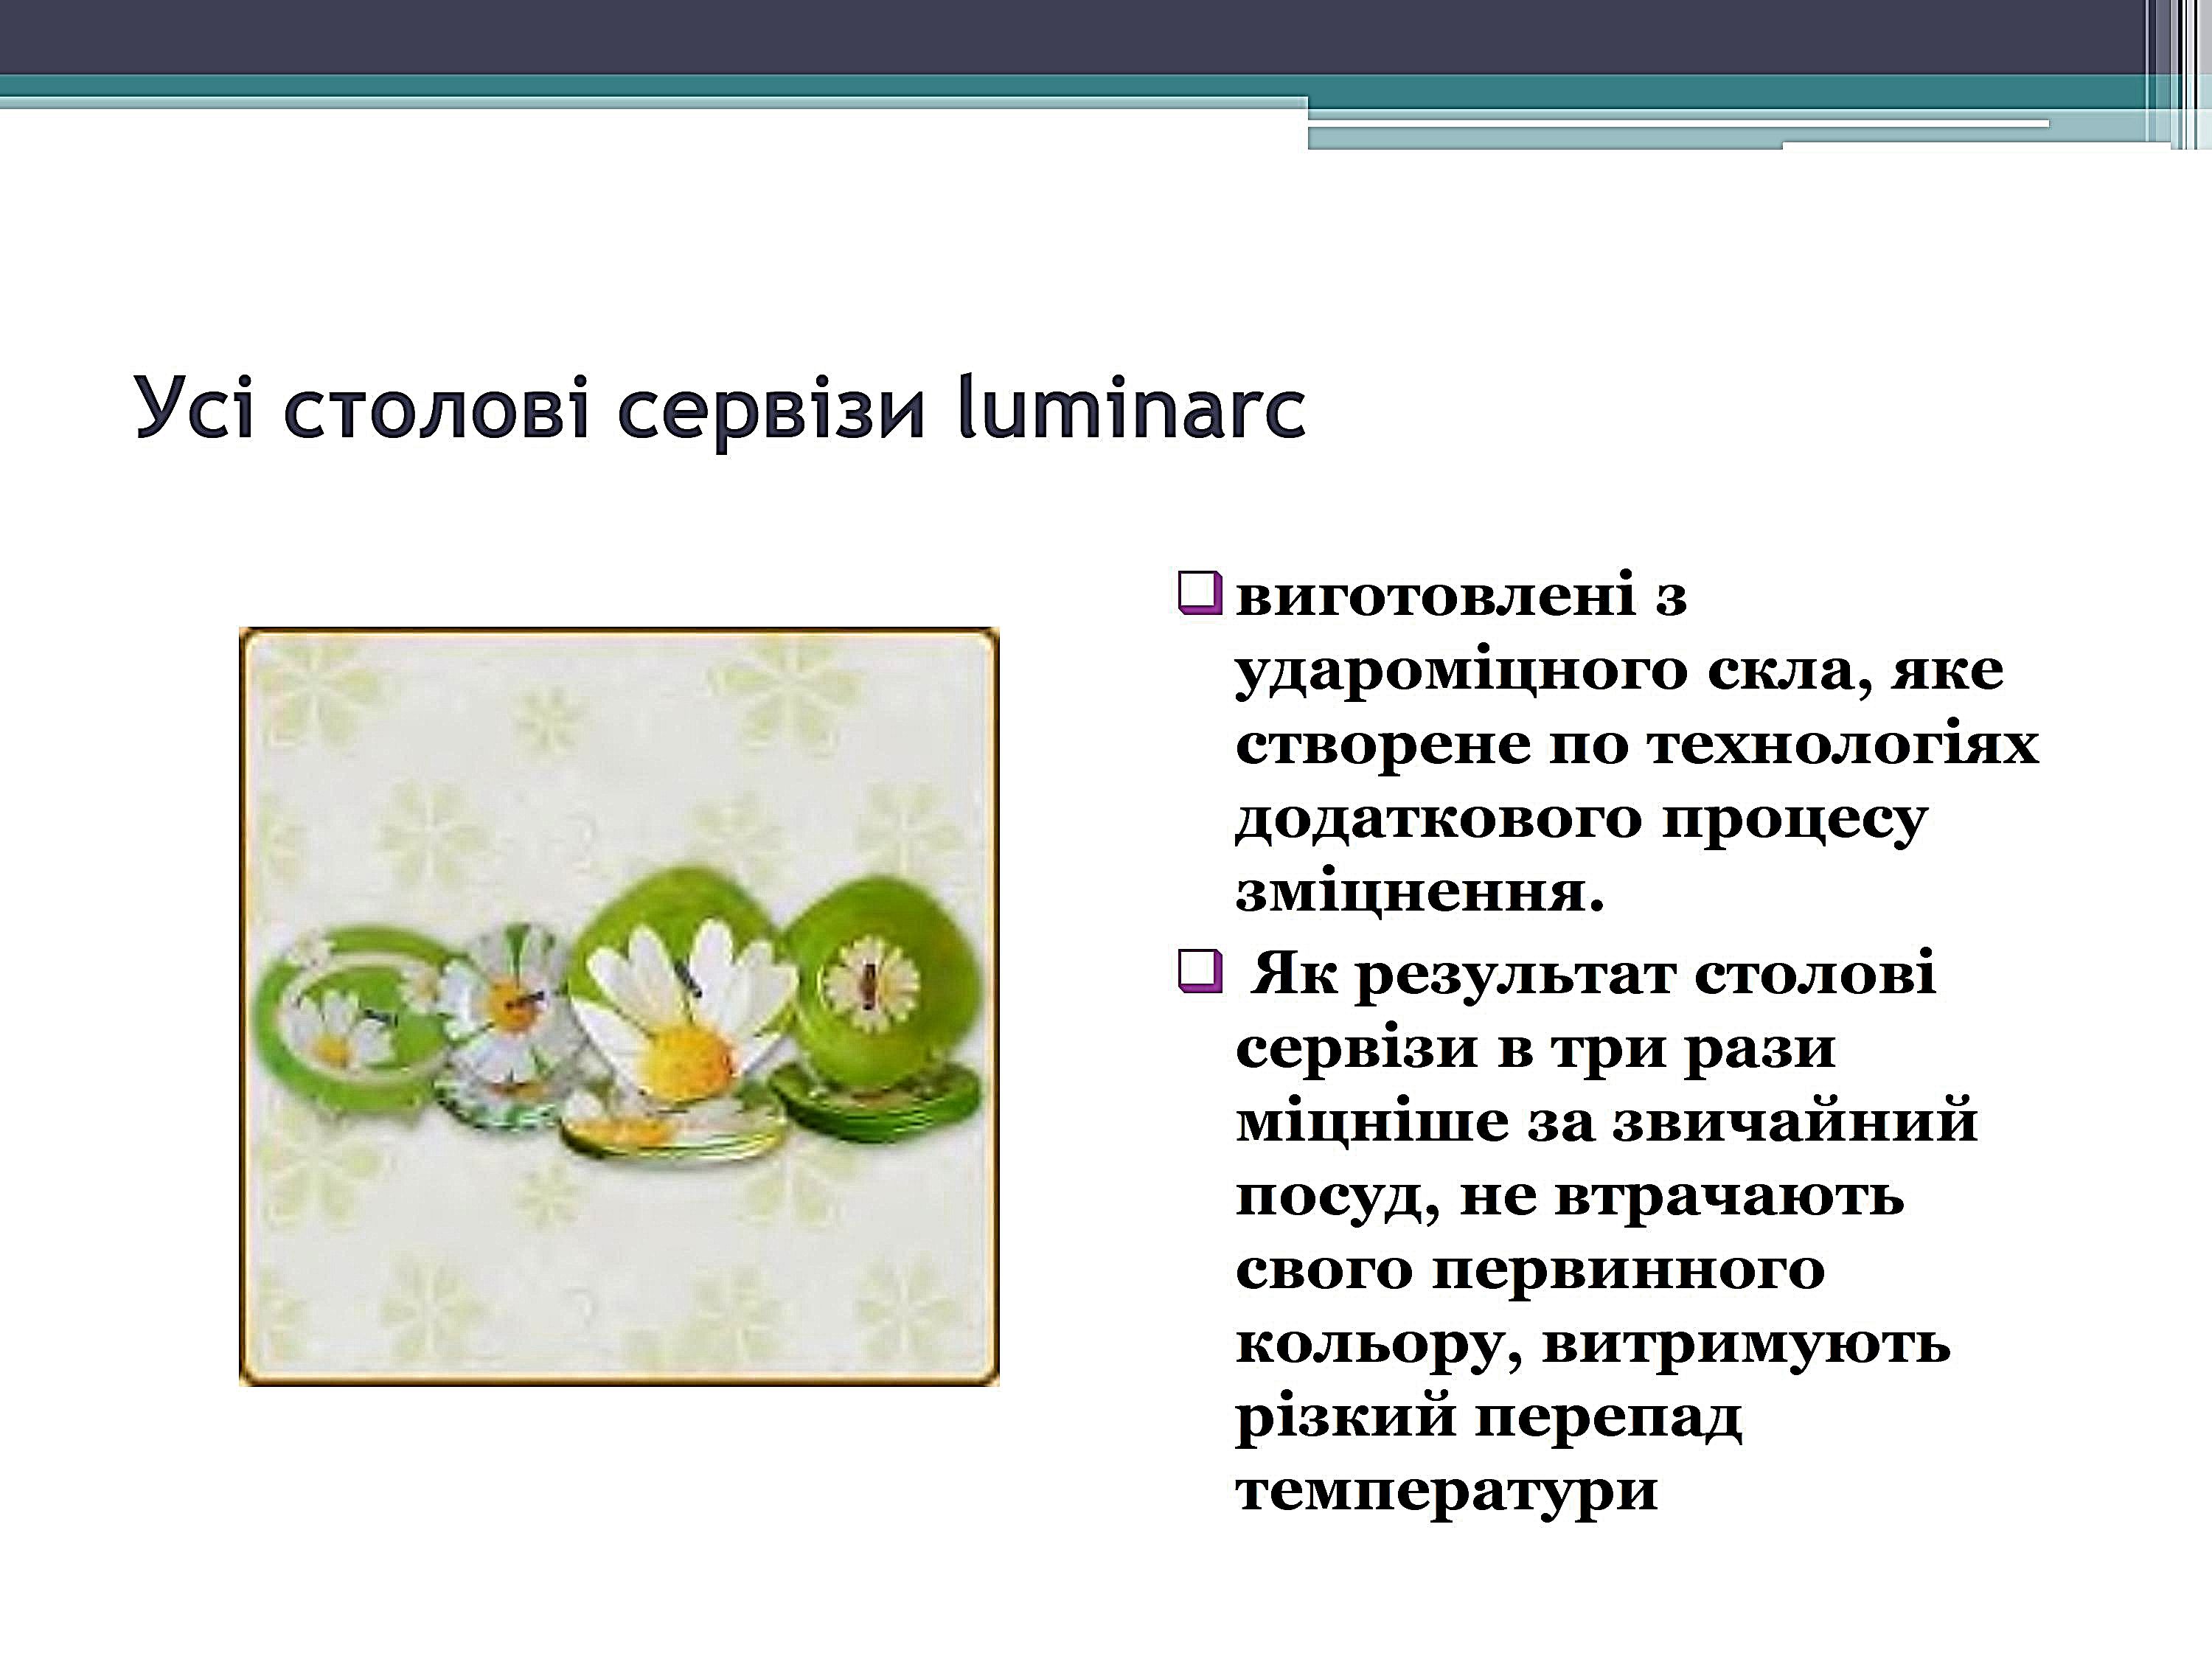 Усі столові сервізи luminarc
виготовлені з
удароміцного скла, яке
створене по технологіях
додаткового процесу
зміцнення.
Як результат столові
сервізи в три рази
міцніше за звичайний
посуд, не втрачають
свого первинного
кольору, витримують
різкий перепад
температури